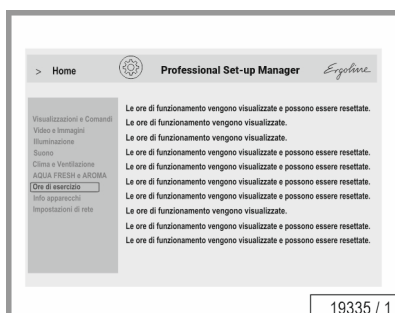 > Home
Professional Set-up Manager
Ergoline
Visualizzazioni e Comandi
Video e Immagini
Illuminazione
Suono
Clima e Ventilazione
AQUA FRESH e AROMA
Ore di esercizio
Info apparecchi
Impostazioni di rete
Le ore di funzionamento vengono visualizzate e possono essere resettate.
Le ore di funzionamento vengono visualizzate.
Le ore di funzionamento vengono visualizzate.
Le ore di funzionamento vengono visualizzate e possono essere resettate.
Le ore di funzionamento vengono visualizzate e possono essere resettate.
Le ore di funzionamento vengono visualizzate e possono essere resettate.
Le ore di funzionamento vengono visualizzate e possono essere resettate.
Le ore di funzionamento vengono visualizzate.
Le ore di funzionamento vengono visualizzate e possono essere resettate.
Le ore di funzionamento vengono visualizzate e possono essere resettate.
19335 / 1